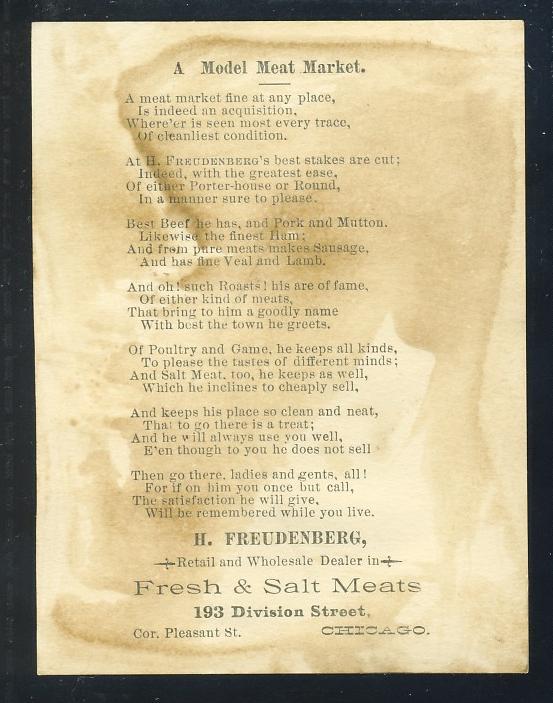 A Model Meat Market.
A meat market fine at any place,
Is indeed an acquisition,
Where'er is seen most every trace,
Of cleanliest condition.
At H. FREUDENBERG'S best stakes are cut;
Indeed, with the greatest ease,
Of either Porter-house or Round,
In a manner sure to please.
Best Beef he has, and Pork and Mutton.
Likewise the finest Ham;
And from pure meats makes Sausage,
And has fine Veal and Lamb.
And oh! such Roasts! his are of fame,
Of either kind of meats,
That bring to him a goodly name
With best the town he greets.
Of Poultry and Game, he keeps all kinds,
To please the tastes of different minds;
And Salt Meat, too, he keeps as well,
Which he inclines to cheaply sell,
And keeps his place so clean and neat,
That to go there is a treat;
And he will always use you well,
E'en though to you he does not sell
Then go there, ladies and gents, all!
For if on him you once but call,
The satisfaction he will give,
Will be remembered while you live.
H. FREUDENBERG,
Retail and Wholesale Dealer in
Fresh & Salt Meats
193 Division Street,
Cor. Pleasant St. CHICAGO.